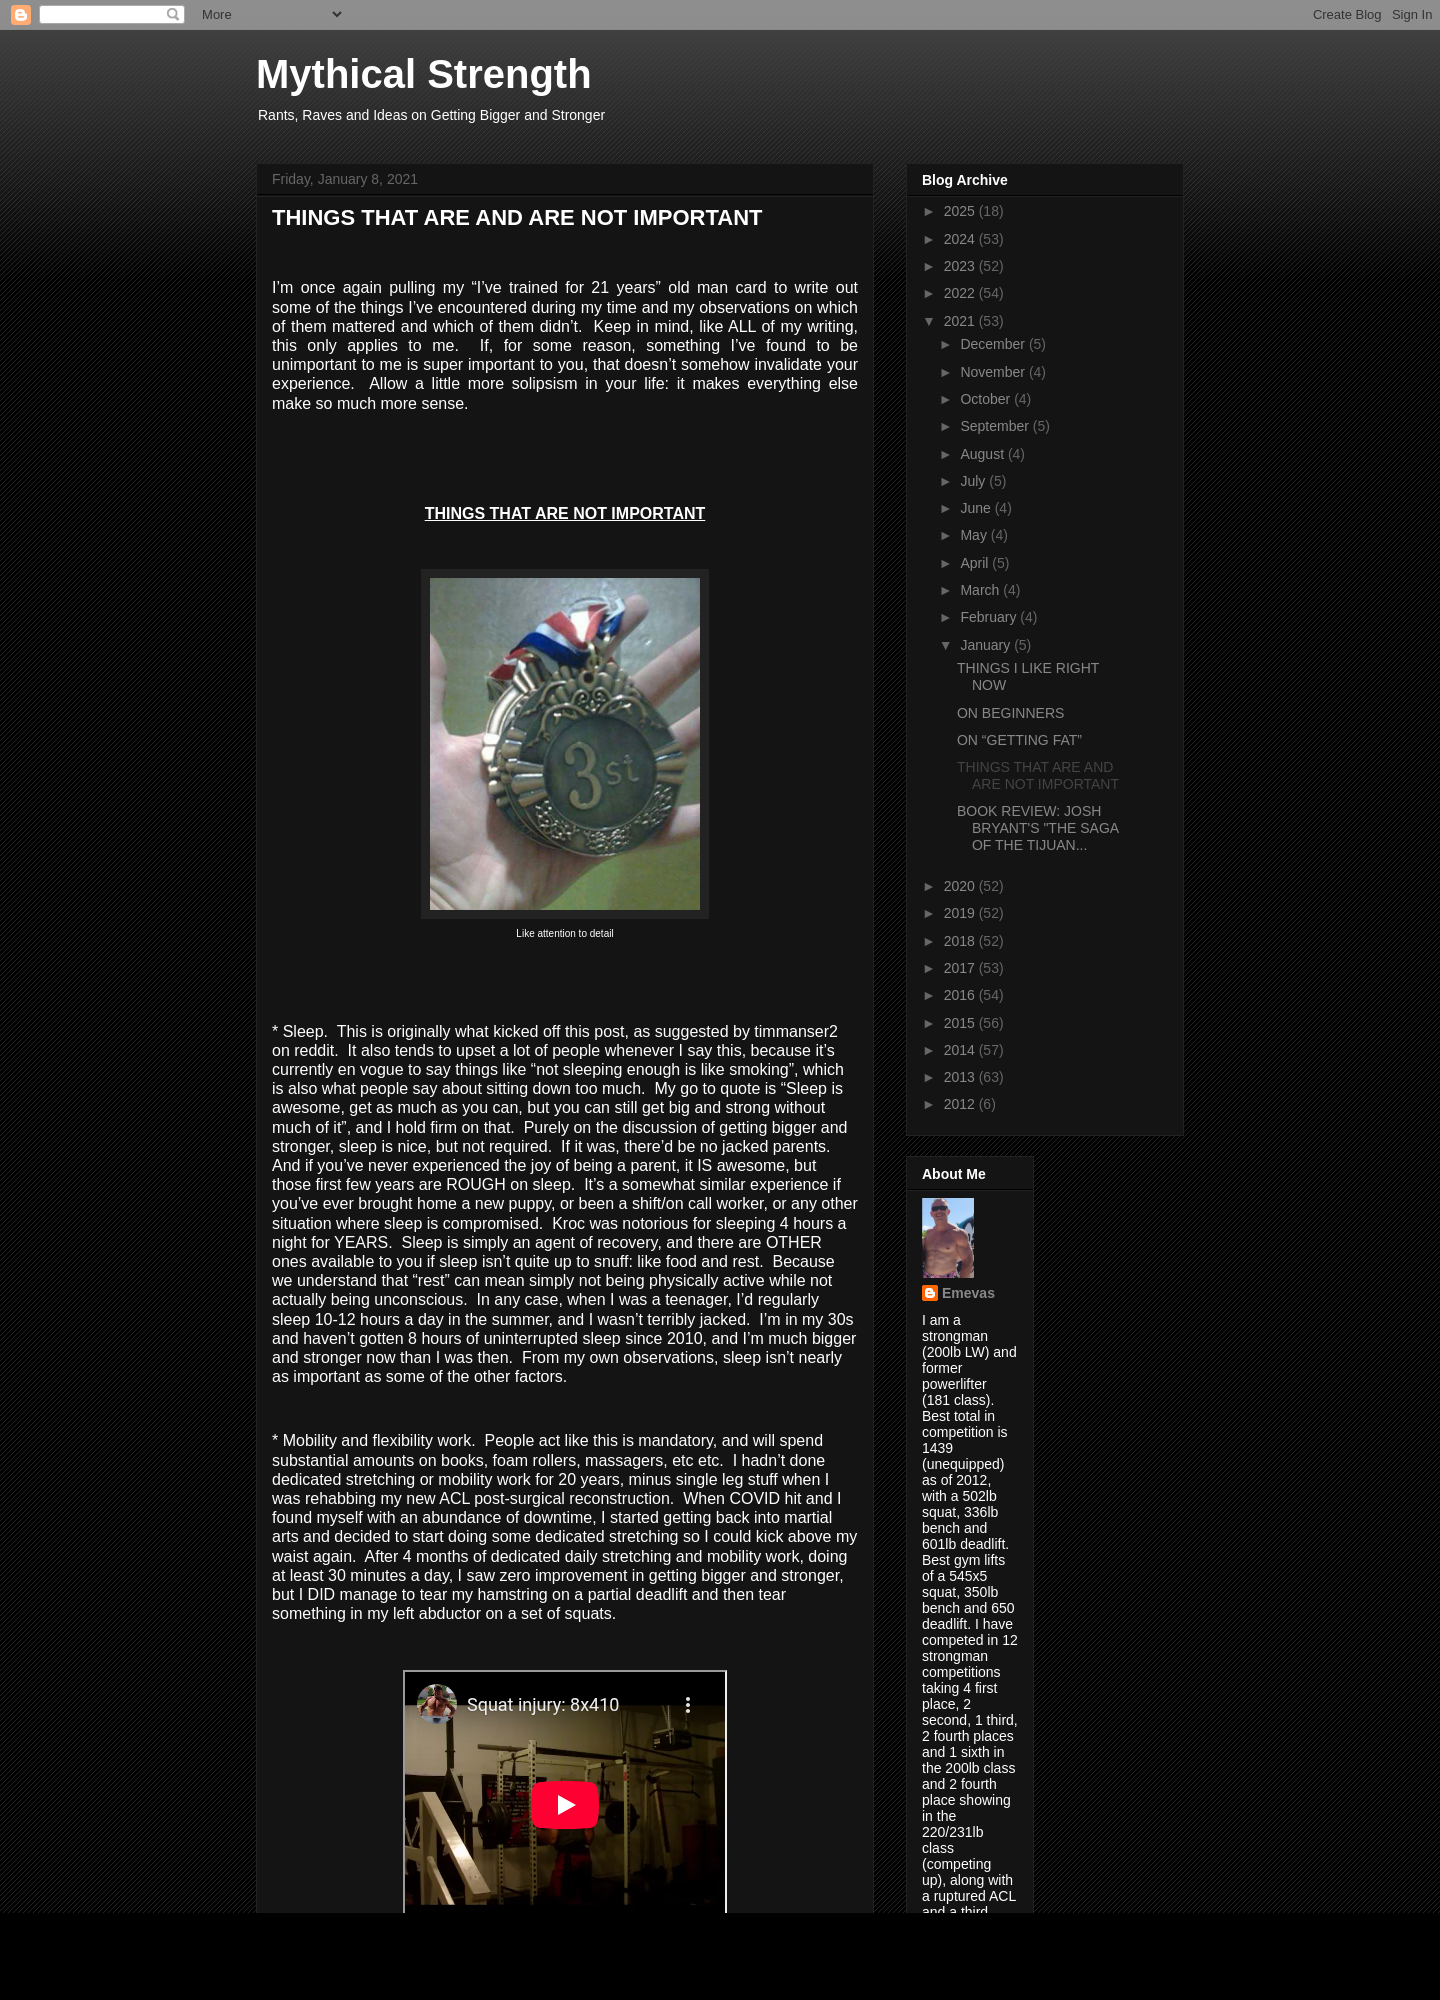 More
Create Blog Sign In
Mythical Strength
Rants, Raves and Ideas on Getting Bigger and Stronger
Friday, January 8, 2021
THINGS THAT ARE AND ARE NOT IMPORTANT
I’m once again pulling my “I’ve trained for 21 years” old man card to write out
some of the things I’ve encountered during my time and my observations on which
of them mattered and which of them didn’t.  Keep in mind, like ALL of my writing,
this only applies to me.  If, for some reason, something I’ve found to be
unimportant to me is super important to you, that doesn’t somehow invalidate your
experience.  Allow a little more solipsism in your life: it makes everything else
make so much more sense.
THINGS THAT ARE NOT IMPORTANT
3st
Like attention to detail
* Sleep.  This is originally what kicked off this post, as suggested by timmanser2
on reddit.  It also tends to upset a lot of people whenever I say this, because it’s
currently en vogue to say things like “not sleeping enough is like smoking”, which
is also what people say about sitting down too much.  My go to quote is “Sleep is
awesome, get as much as you can, but you can still get big and strong without
much of it”, and I hold firm on that.  Purely on the discussion of getting bigger and
stronger, sleep is nice, but not required.  If it was, there’d be no jacked parents.
And if you’ve never experienced the joy of being a parent, it IS awesome, but
those first few years are ROUGH on sleep.  It’s a somewhat similar experience if
you’ve ever brought home a new puppy, or been a shift/on call worker, or any other
situation where sleep is compromised.  Kroc was notorious for sleeping 4 hours a
night for YEARS.  Sleep is simply an agent of recovery, and there are OTHER
ones available to you if sleep isn’t quite up to snuff: like food and rest.  Because
we understand that “rest” can mean simply not being physically active while not
actually being unconscious.  In any case, when I was a teenager, I’d regularly
sleep 10-12 hours a day in the summer, and I wasn’t terribly jacked.  I’m in my 30s
and haven’t gotten 8 hours of uninterrupted sleep since 2010, and I’m much bigger
and stronger now than I was then.  From my own observations, sleep isn’t nearly
as important as some of the other factors.
* Mobility and flexibility work.  People act like this is mandatory, and will spend
substantial amounts on books, foam rollers, massagers, etc etc.  I hadn’t done
dedicated stretching or mobility work for 20 years, minus single leg stuff when I
was rehabbing my new ACL post-surgical reconstruction.  When COVID hit and I
found myself with an abundance of downtime, I started getting back into martial
arts and decided to start doing some dedicated stretching so I could kick above my
waist again.  After 4 months of dedicated daily stretching and mobility work, doing
at least 30 minutes a day, I saw zero improvement in getting bigger and stronger,
but I DID manage to tear my hamstring on a partial deadlift and then tear
something in my left abductor on a set of squats.
Squat injury: 8x410
Blog Archive
► 2025 (18)
► 2024 (53)
► 2023 (52)
► 2022 (54)
▼ 2021 (53)
► December (5)
► November (4)
► October (4)
► September (5)
► August (4)
► July (5)
► June (4)
► May (4)
► April (5)
► March (4)
► February (4)
▼ January (5)
THINGS I LIKE RIGHT
NOW
ON BEGINNERS
ON “GETTING FAT”
THINGS THAT ARE AND
ARE NOT IMPORTANT
BOOK REVIEW: JOSH
BRYANT'S "THE SAGA
OF THE TIJUAN...
► 2020 (52)
► 2019 (52)
► 2018 (52)
► 2017 (53)
► 2016 (54)
► 2015 (56)
► 2014 (57)
► 2013 (63)
► 2012 (6)
About Me
Emevas
I am a
strongman
(200lb LW) and
former
powerlifter
(181 class).
Best total in
competition is
1439
(unequipped)
as of 2012,
with a 502lb
squat, 336lb
bench and
601lb deadlift.
Best gym lifts
of a 545x5
squat, 350lb
bench and 650
deadlift. I have
competed in 12
strongman
competitions
taking 4 first
place, 2
second, 1 third,
2 fourth places
and 1 sixth in
the 200lb class
and 2 fourth
place showing
in the
220/231lb
class
(competing
up), along with
a ruptured ACL
and a third